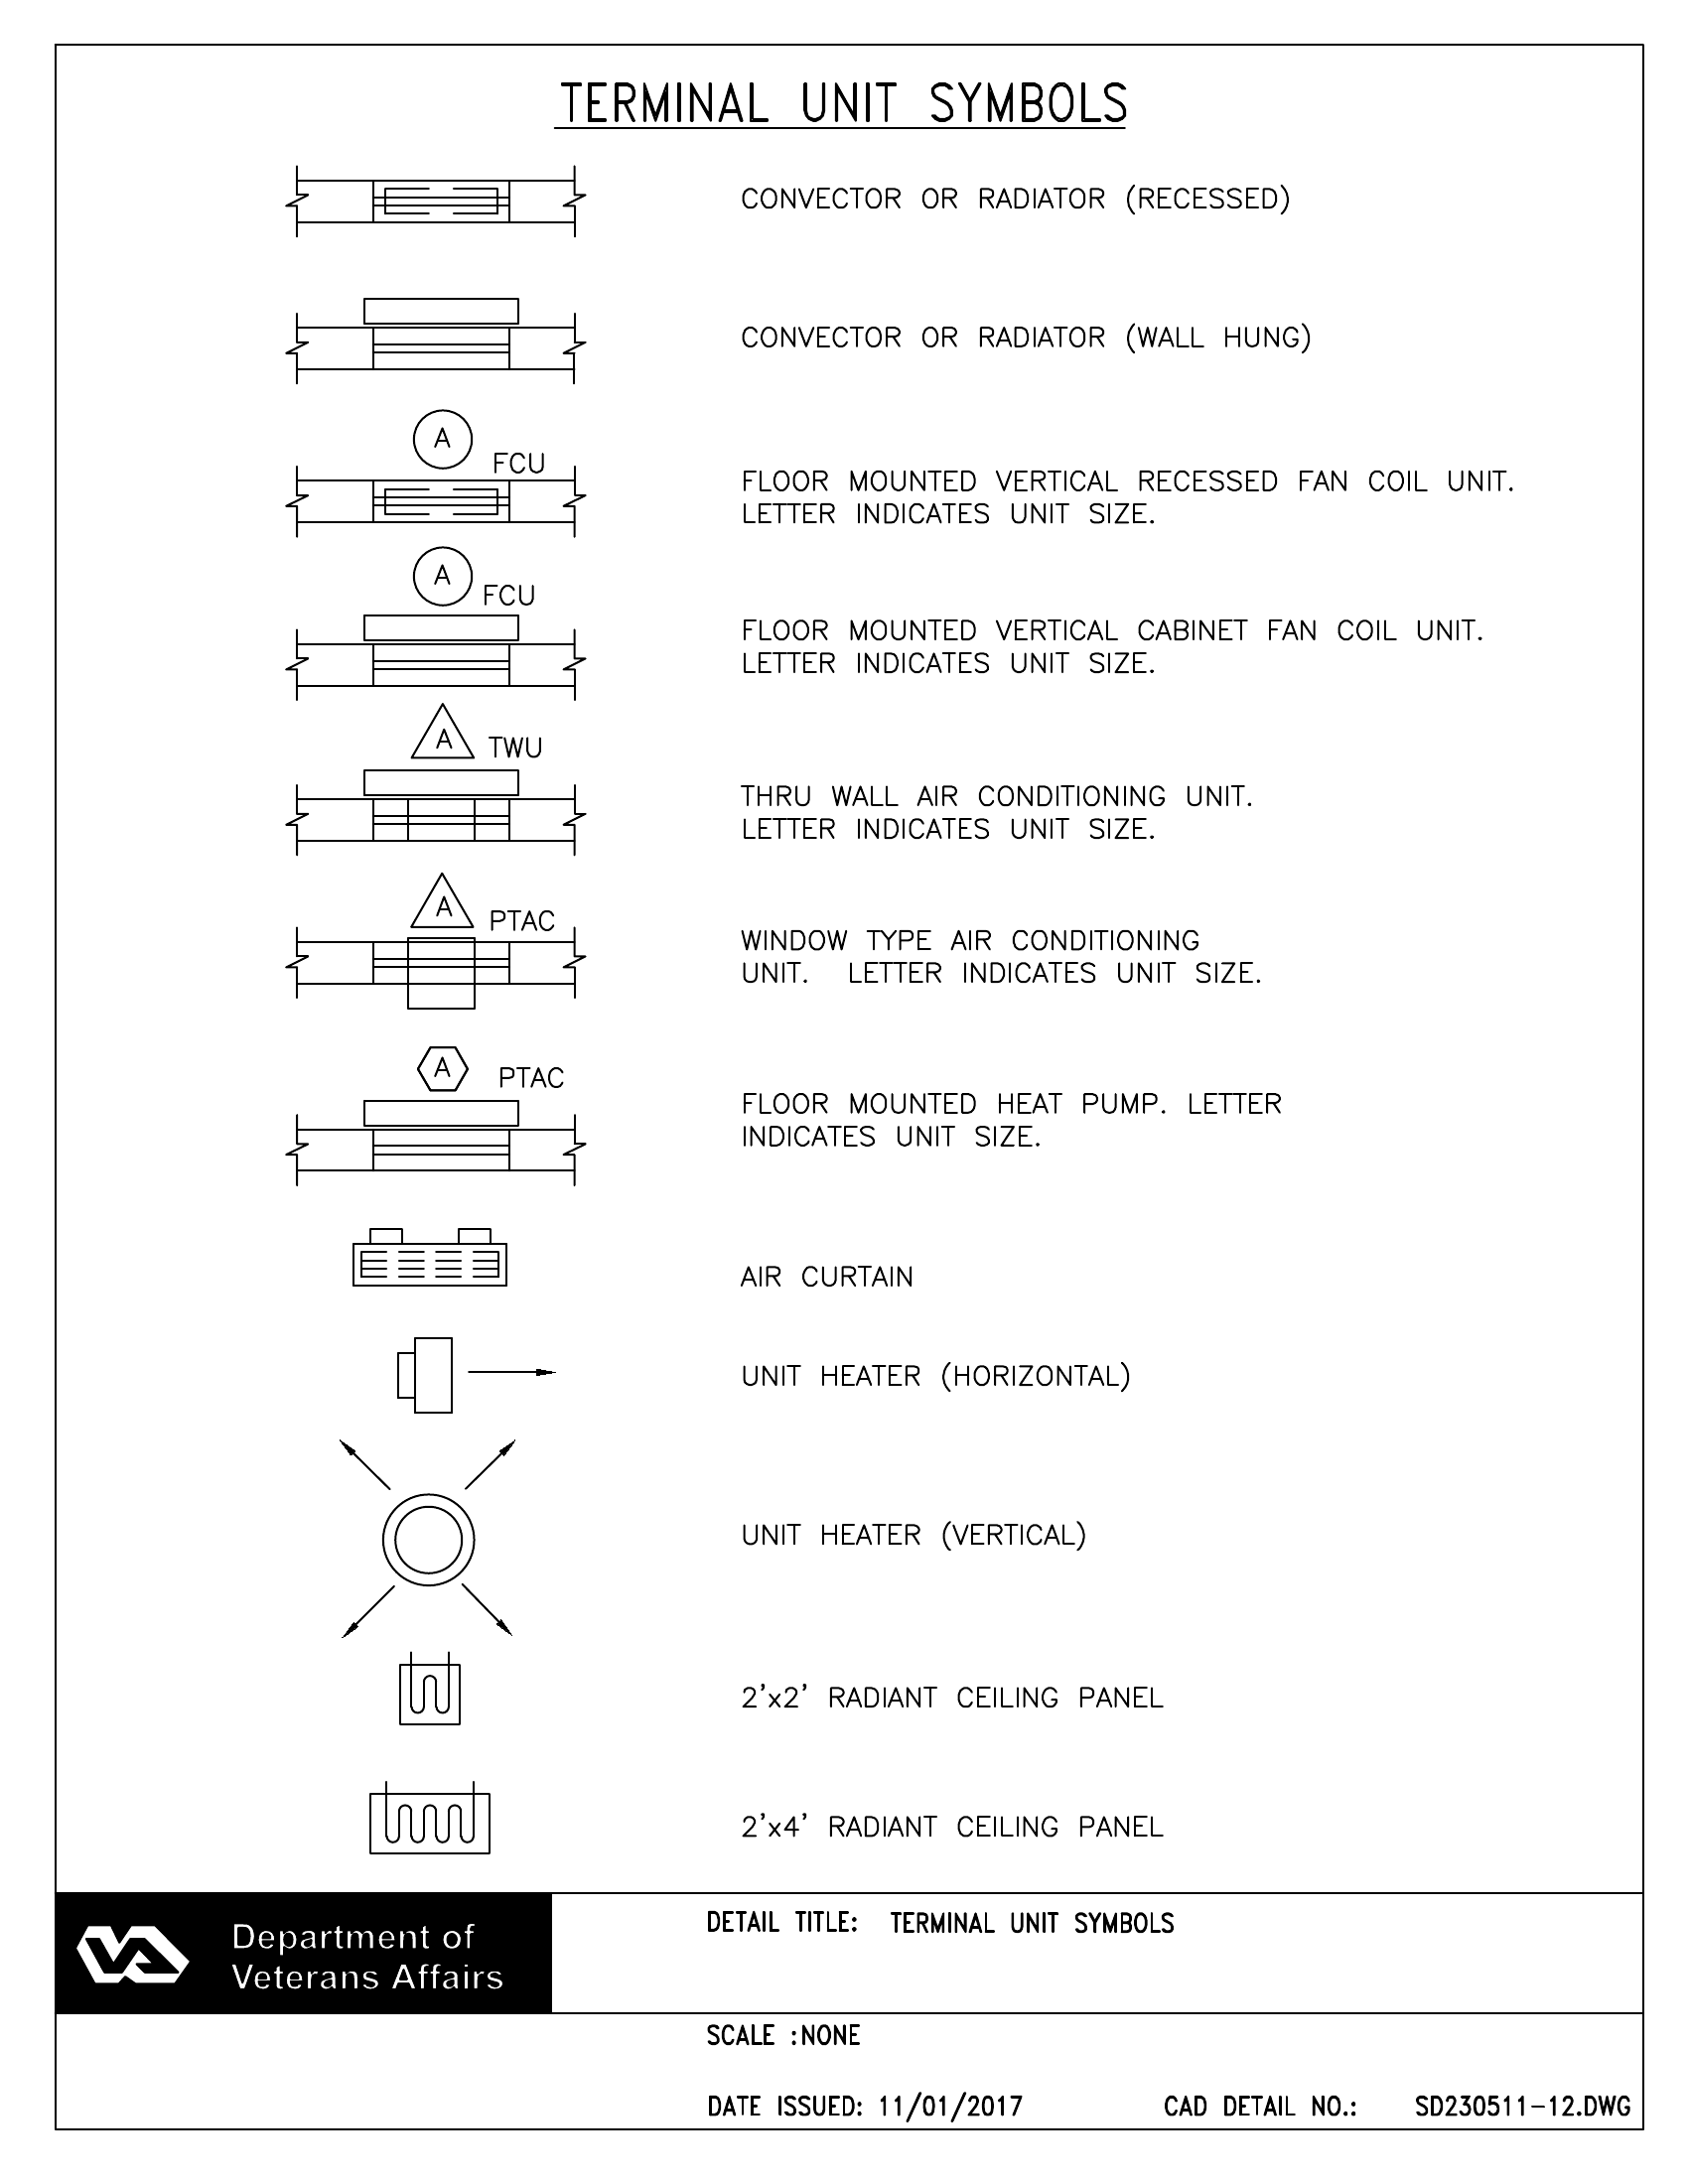 TERMINAL UNIT SYMBOLS
CONVECTOR OR RADIATOR (RECESSED)
CONVECTOR OR RADIATOR (WALL HUNG)
A
FCU
FLOOR MOUNTED VERTICAL RECESSED FAN COIL UNIT.
LETTER INDICATES UNIT SIZE.
A
FCU
FLOOR MOUNTED VERTICAL CABINET FAN COIL UNIT.
LETTER INDICATES UNIT SIZE.
A
TWU
THRU WALL AIR CONDITIONING UNIT.
LETTER INDICATES UNIT SIZE.
A
PTAC
WINDOW TYPE AIR CONDITIONING
UNIT. LETTER INDICATES UNIT SIZE.
A
PTAC
FLOOR MOUNTED HEAT PUMP. LETTER
INDICATES UNIT SIZE.
AIR CURTAIN
UNIT HEATER (HORIZONTAL)
UNIT HEATER (VERTICAL)
2'x2' RADIANT CEILING PANEL
2'x4' RADIANT CEILING PANEL
Department of
Veterans Affairs
DETAIL TITLE: TERMINAL UNIT SYMBOLS
SCALE :NONE
DATE ISSUED: 11/01/2017 CAD DETAIL NO.: SD230511-12.DWG